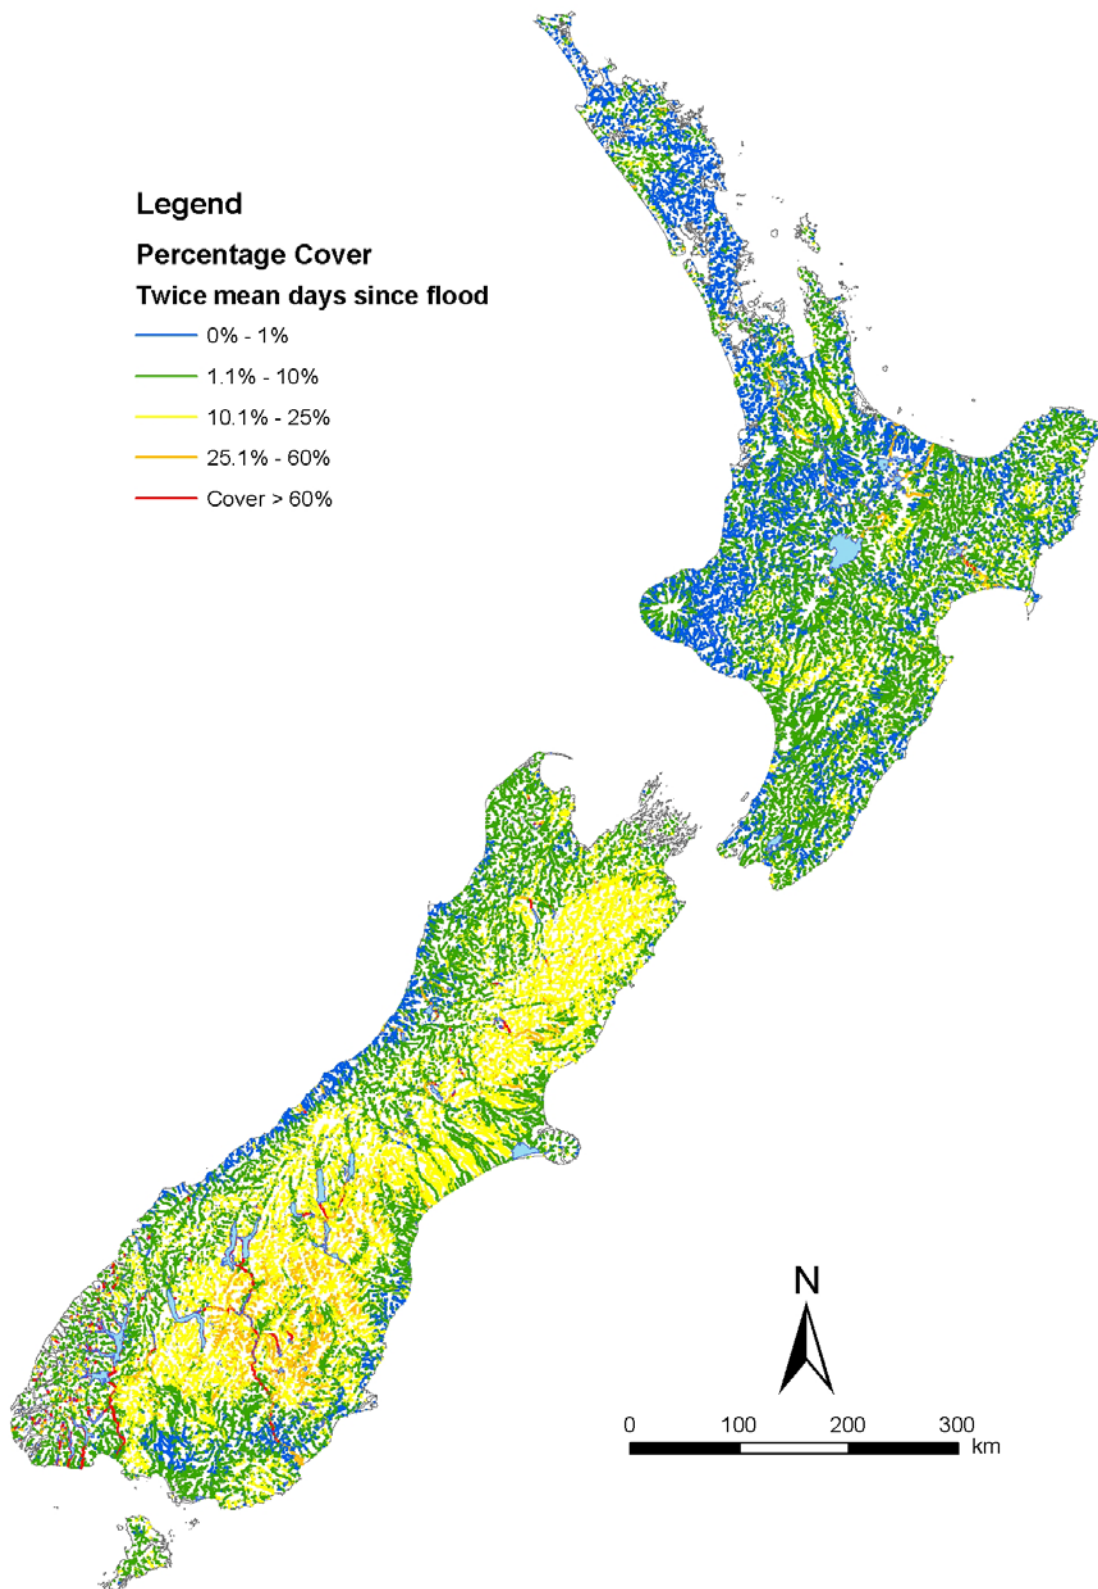 Legend
Percentage Cover
Twice mean days since flood
0% - 1%
1.1% - 10%
10.1% - 25%
25.1% - 60%
Cover > 60%
N
0 100 200 300
km